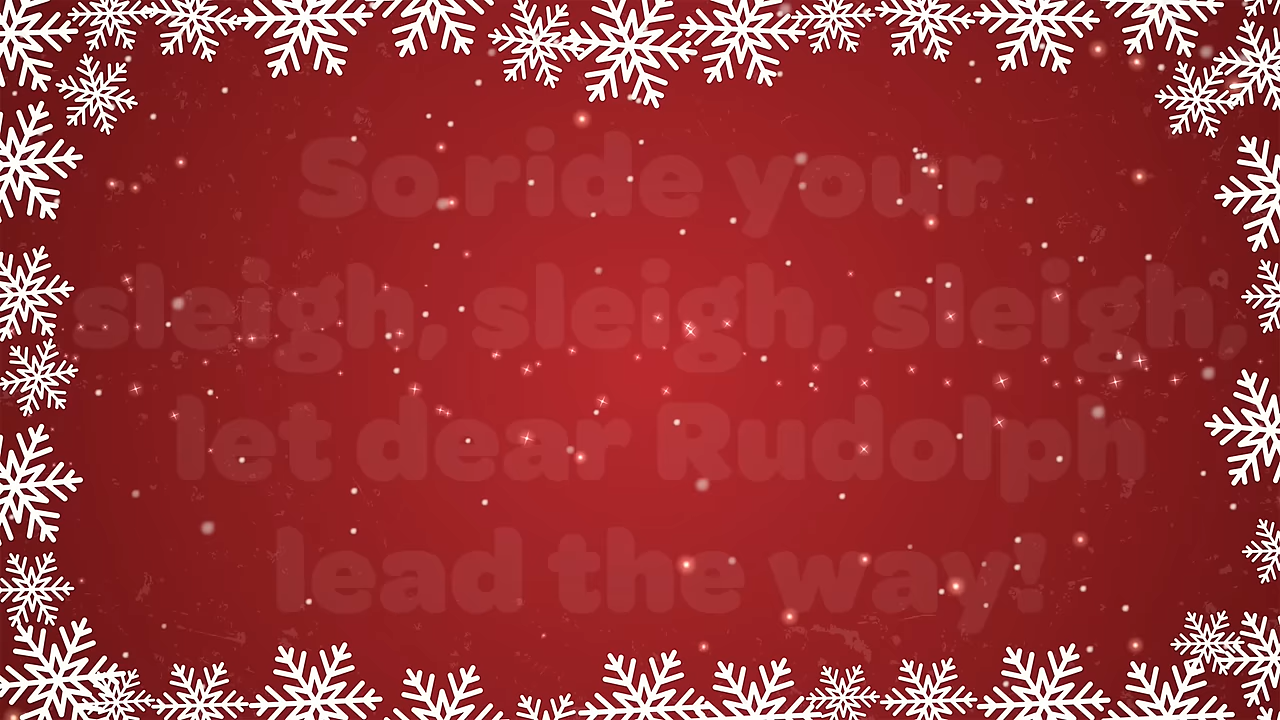 So ride your
sleigh, sleigh, sleigh,
let dear Rudolph
lead the way!